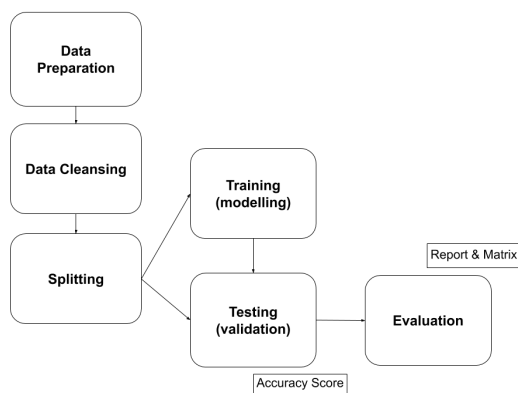 Data
Preparation
Data Cleansing
Splitting
Training
(modelling)
Testing
(validation)
Accuracy Score
Report & Matrix
Evaluation